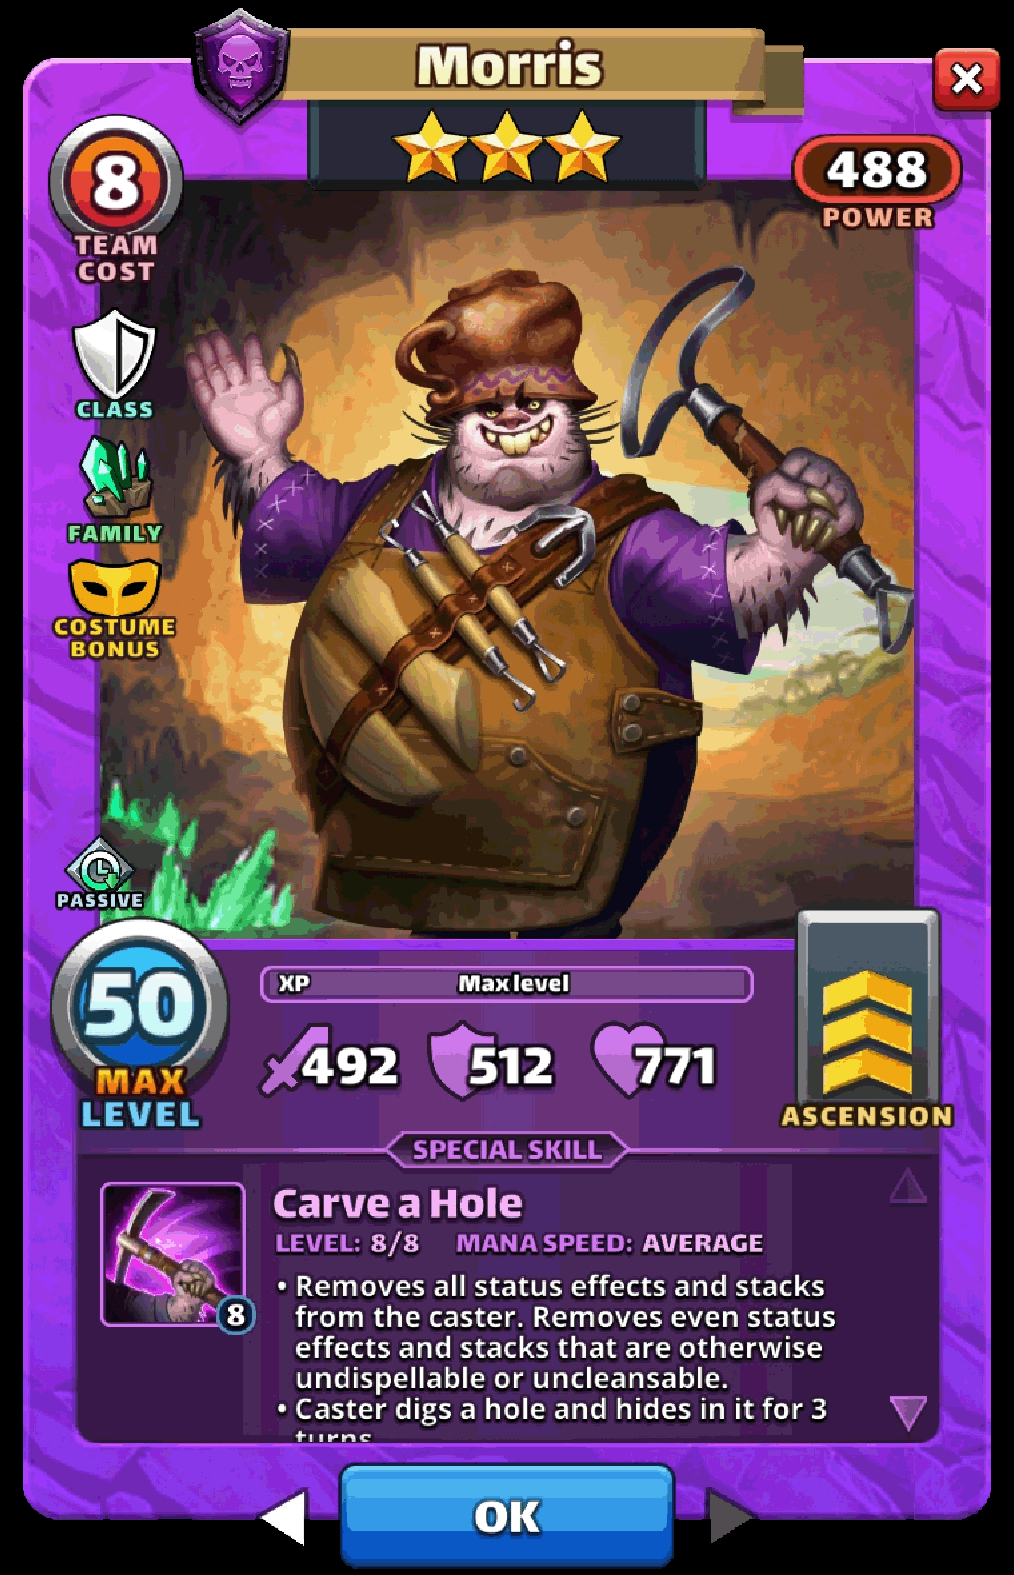 Morris
8
TEAM
COST
488
POWER
CLASS
FAMILY
COSTUME
BONUS
PASSIVE
50
MAX
LEVEL
XP
Max level
492
512
771
ASCENSION
SPECIAL SKILL
Carve a Hole
LEVEL: 8/8 MANA SPEED: AVERAGE
8
• Removes all status effects and stacks
from the caster. Removes even status
effects and stacks that are otherwise
undispellable or uncleansable.
• Caster digs a hole and hides in it for 3
turns
OK